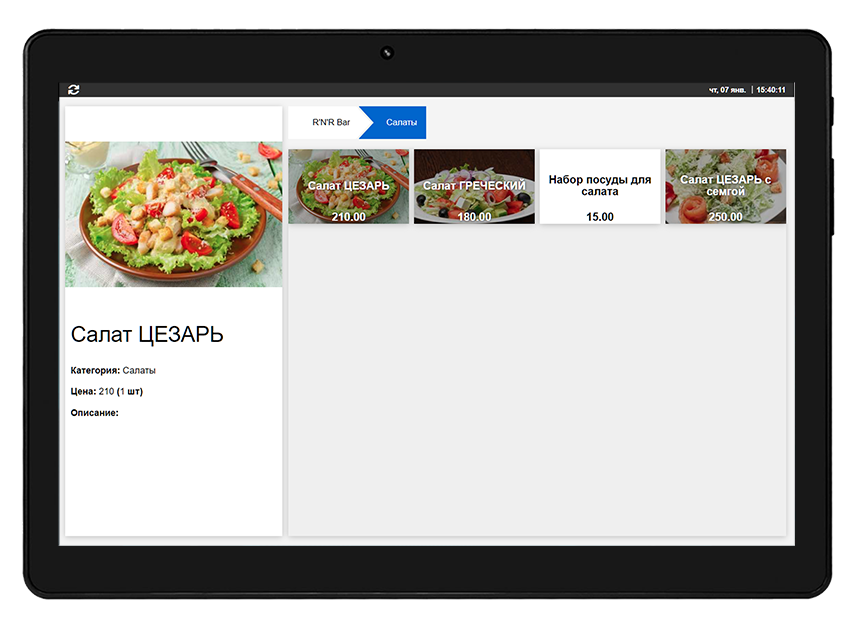 чт, 07 янв. | 15:40:11
R'N'R Bar
Салаты
Салат ЦЕЗАРЬ
210.00
Салат ГРЕЧЕСКИЙ
180.00
Набор посуды для
салата
15.00
Салат ЦЕЗАРЬ с
семгой
250.00
Салат ЦЕЗАРЬ
Категория: Салаты
Цена: 210 (1 шт)
Описание: